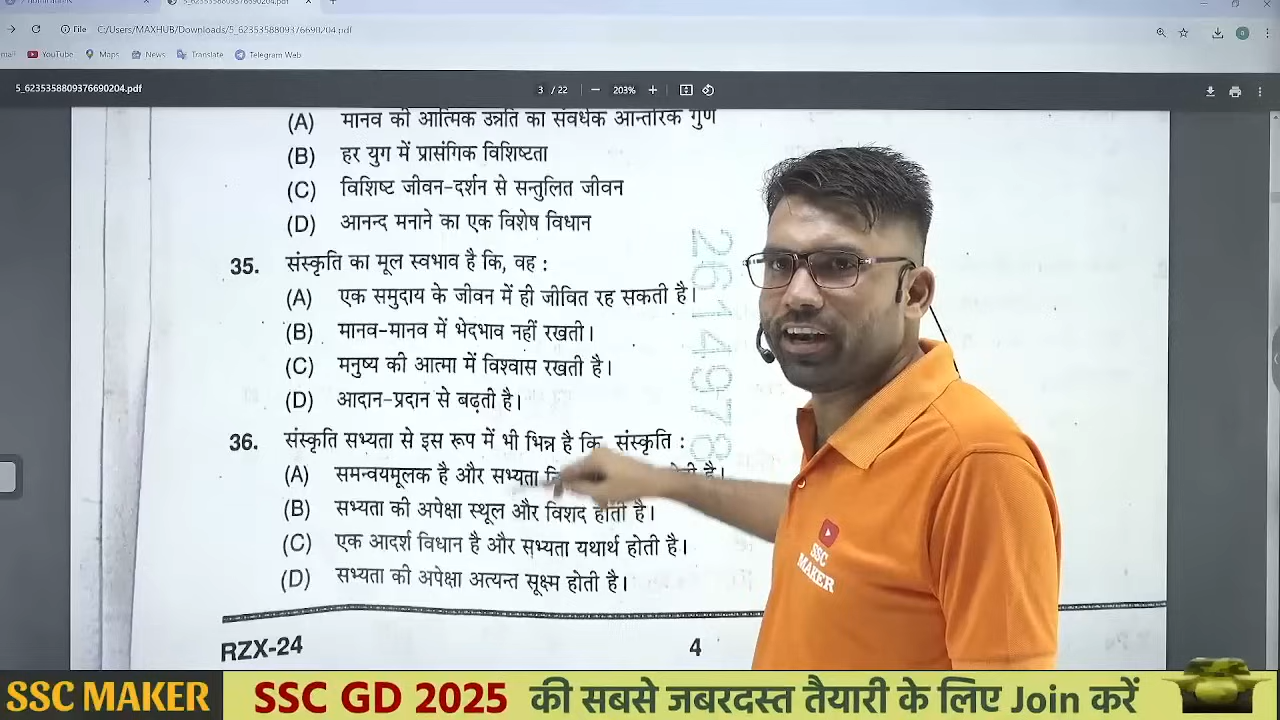 File C:/Users/MAXHUB/Downloads/5_6235358809376690204.pdf
YouTube Maps News Translate Telegram Web
5_6235358809376690204.pdf 3 / 22 203%
(A) मानव की आत्मिक उन्नति का संवर्धक आन्तरिक गुण
(B) हर युग में प्रासंगिक विशिष्टता
(C) विशिष्ट जीवन-दर्शन से सन्तुलित जीवन
(D) आनन्द मनाने का एक विशेष विधान
35. संस्कृति का मूल स्वभाव है कि, वह :
(A) एक समुदाय के जीवन में ही जीवित रह सकती है।
(B) मानव-मानव में भेदभाव नहीं रखती।
(C) मनुष्य की आत्मा में विश्वास रखती है।
(D) आदान-प्रदान से बढ़ती है।
36. संस्कृति सभ्यता से इस रूप में भी भिन्न है कि संस्कृति :
(A) समन्वयमूलक है और सभ्यता होती है।
(B) सभ्यता की अपेक्षा स्थूल और विशद होती है।
(C) एक आदर्श विधान है और सभ्यता यथार्थ होती है।
(D) सभ्यता की अपेक्षा अत्यन्त सूक्ष्म होती है।
RZX-24 4
SSC
MAKER
SSC MAKER SSC GD 2025 की सबसे जबरदस्त तैयारी के लिए Join करें